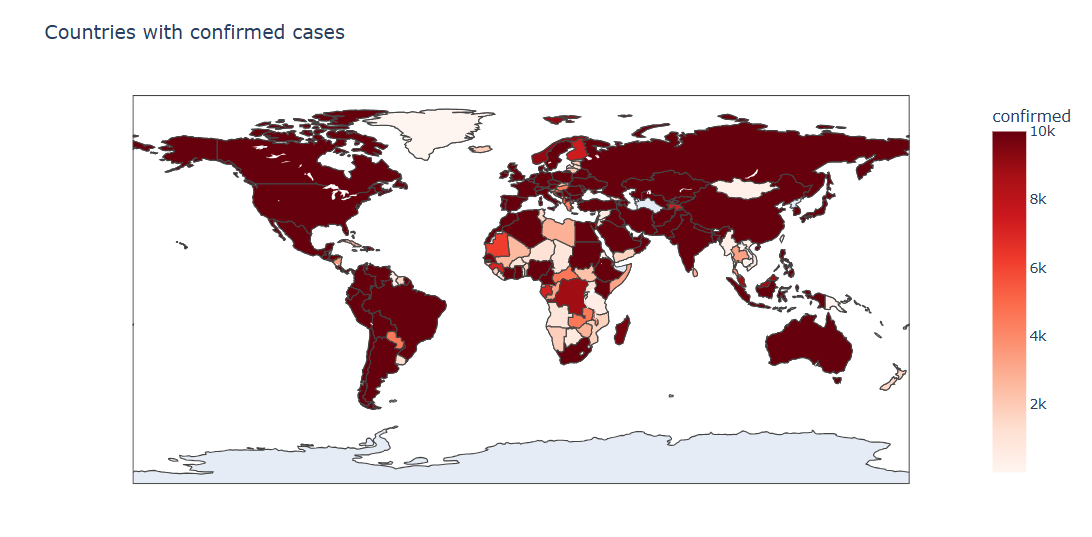 Countries with confirmed cases
confirmed
10k
8k
6k
4k
2k